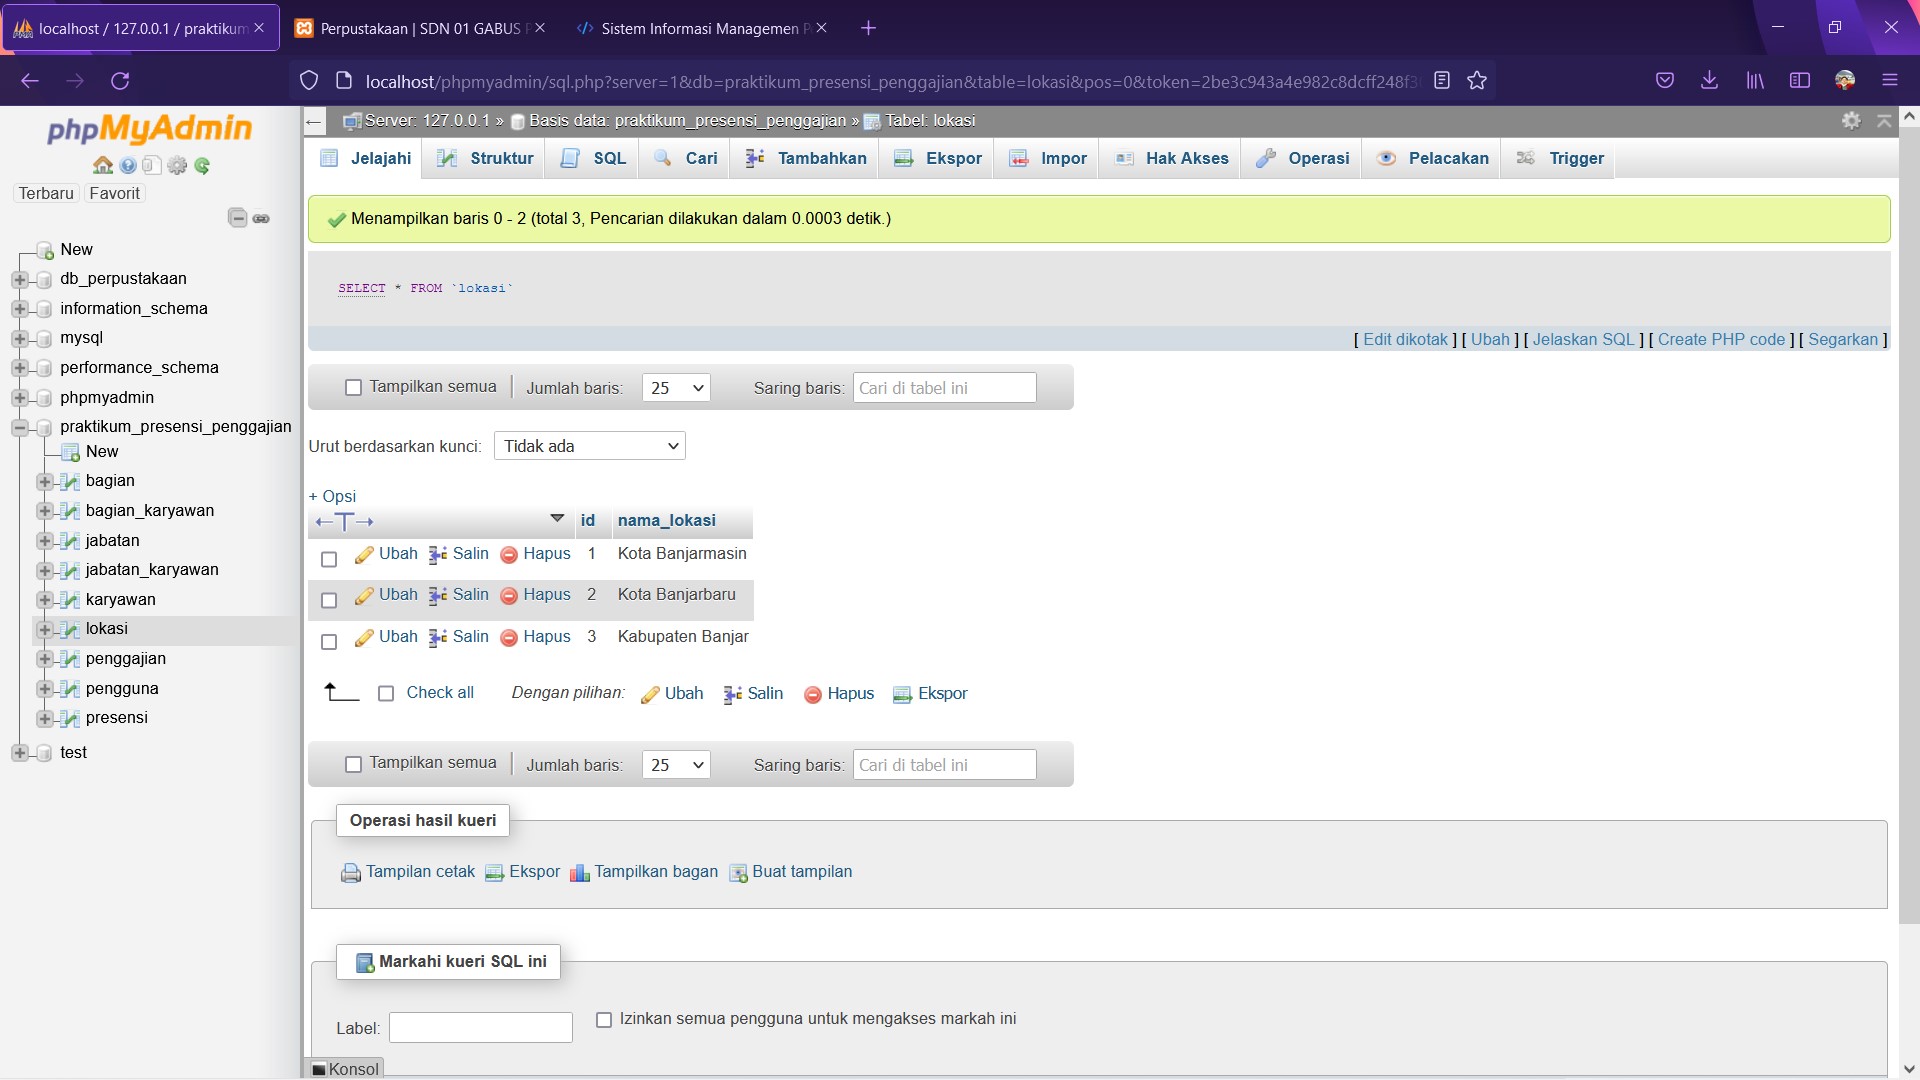 localhost / 127.0.0.1 / praktikum
Perpustakaan | SDN 01 GABUS
Sistem Informasi Managemen
localhost/phpmyadmin/sql.php?server=1&db=praktikum_presensi_penggajian&table=lokasi&pos=0&token=2be3c943a4e982c8dcff248f3
phpMyAdmin
Terbaru Favorit
New
db_perpustakaan
information_schema
mysql
performance_schema
phpmyadmin
praktikum_presensi_penggajian
New
bagian
bagian_karyawan
jabatan
jabatan_karyawan
karyawan
lokasi
penggajian
pengguna
presensi
test
Server: 127.0.0.1 » Basis data: praktikum_presensi_penggajian » Tabel: lokasi
Jelajahi Struktur SQL Cari Tambahkan Ekspor Impor Hak Akses Operasi Pelacakan Trigger
Menampilkan baris 0 - 2 (total 3, Pencarian dilakukan dalam 0.0003 detik.)
SELECT * FROM `lokasi`
[ Edit dikotak ] [ Ubah ] [ Jelaskan SQL ] [ Create PHP code ] [ Segarkan ]
Tampilkan semua | Jumlah baris: 25 Saring baris: Cari di tabel ini
Urut berdasarkan kunci: Tidak ada
+ Opsi
←T→ id nama_lokasi
Ubah Salin Hapus 1 Kota Banjarmasin
Ubah Salin Hapus 2 Kota Banjarbaru
Ubah Salin Hapus 3 Kabupaten Banjar
Check all Dengan pilihan: Ubah Salin Hapus Ekspor
Tampilkan semua | Jumlah baris: 25 Saring baris: Cari di tabel ini
Operasi hasil kueri
Tampilan cetak Ekspor Tampilkan bagan Buat tampilan
Markahi kueri SQL ini
Label: Izinkan semua pengguna untuk mengakses markah ini
Konsol